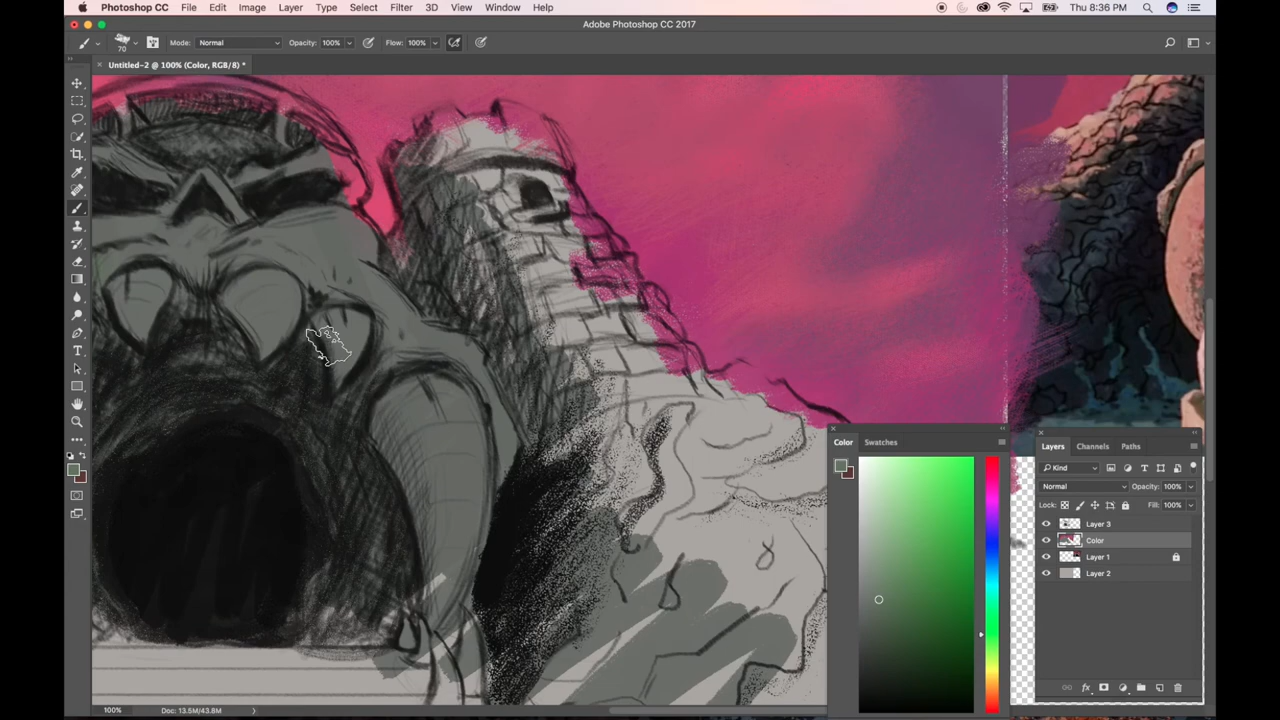 Photoshop CC File Edit Image Layer Type Select Filter 3D View Window Help Thu 8:36 PM
Adobe Photoshop CC 2017
70 Mode: Normal Opacity: 100% Flow: 100%
× Untitled-2 @ 100% (Color, RGB/8) *
Color Swatches
Layers Channels Paths
Kind
Normal Opacity: 100%
Lock: Fill: 100%
Layer 3
Color
Layer 1
Layer 2
fx
100% Doc: 13.5M/43.8M